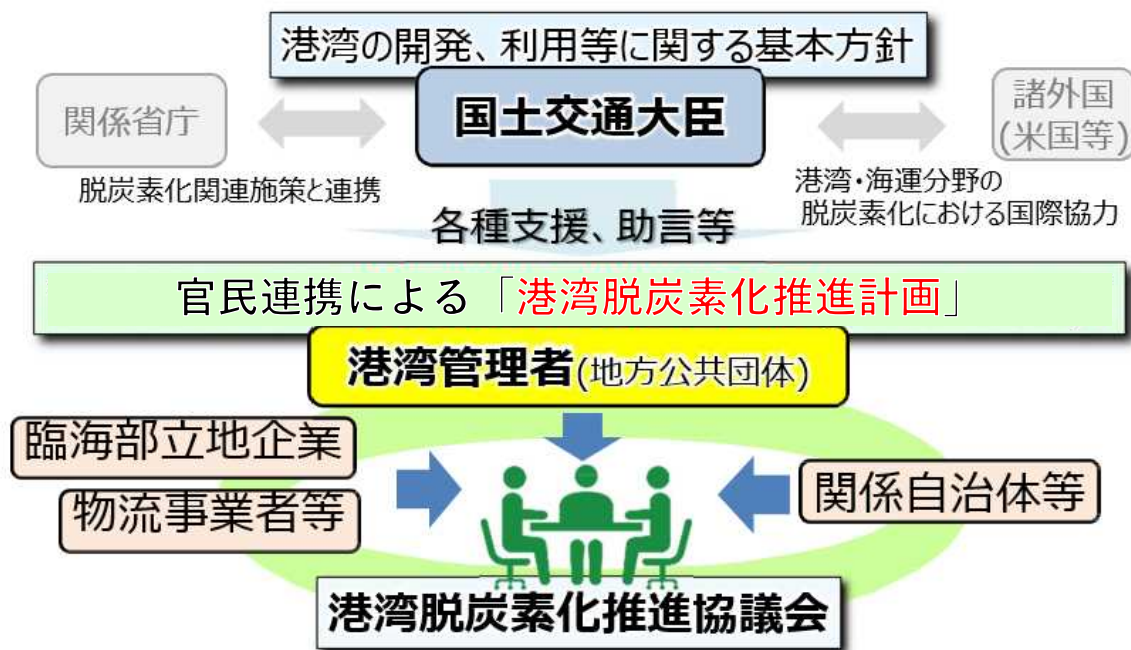 港湾の開発、利用等に関する基本方針
関係省庁
国土交通大臣
諸外国
(米国等)
脱炭素化関連施策と連携
港湾・海運分野の
脱炭素化における国際協力
各種支援、助言等
官民連携による「港湾脱炭素化推進計画」
港湾管理者(地方公共団体)
臨海部立地企業
物流事業者等
関係自治体等
港湾脱炭素化推進協議会